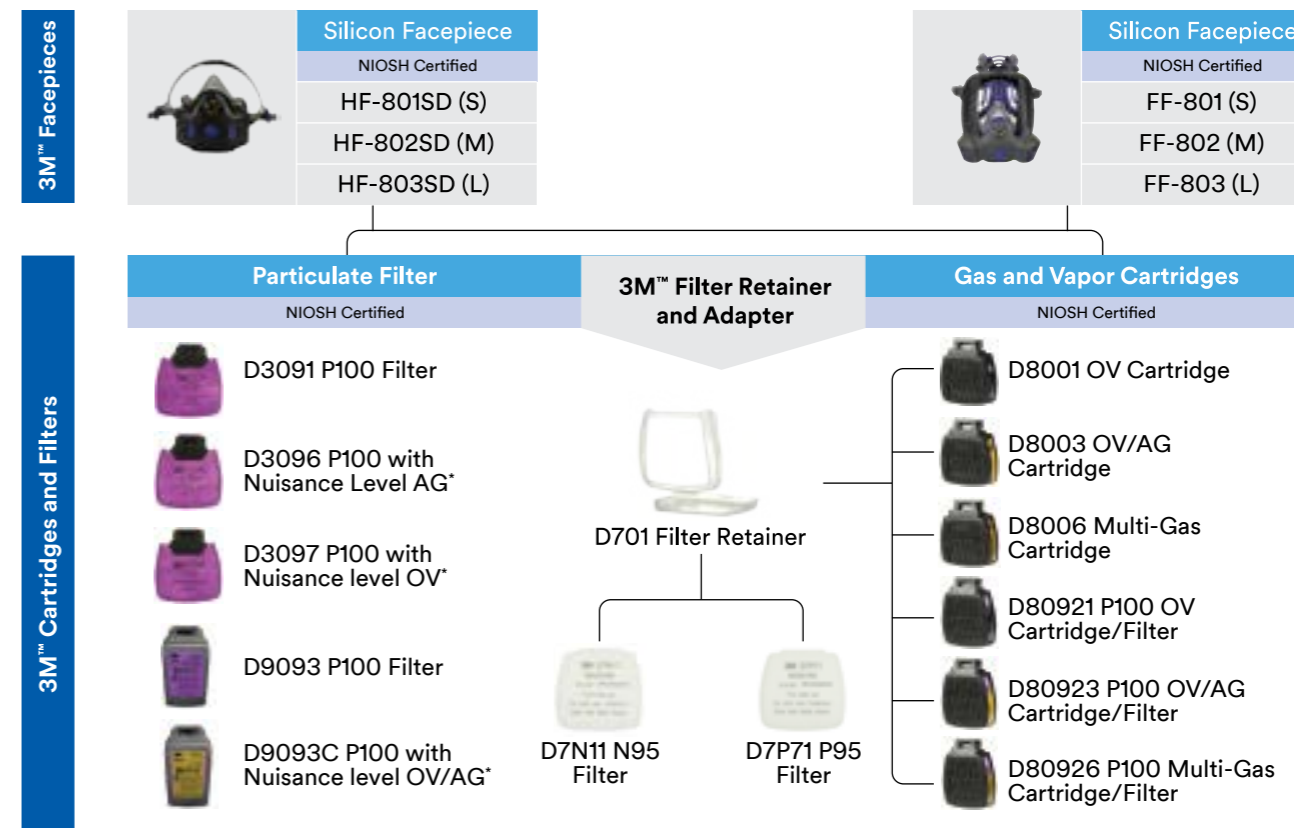 3M™ Facepieces
Silicon Facepiece
NIOSH Certified
HF-801SD (S)
HF-802SD (M)
HF-803SD (L)
Silicon Facepiece
NIOSH Certified
FF-801 (S)
FF-802 (M)
FF-803 (L)
3M™ Cartridges and Filters
Particulate Filter
NIOSH Certified
D3091 P100 Filter
D3096 P100 with
Nuisance Level AG*
D3097 P100 with
Nuisance level OV*
D9093 P100 Filter
D9093C P100 with
Nuisance level OV/AG*
3M™ Filter Retainer
and Adapter
D701 Filter Retainer
D7N11 N95
Filter
D7P71 P95
Filter
Gas and Vapor Cartridges
NIOSH Certified
D8001 OV Cartridge
D8003 OV/AG
Cartridge
D8006 Multi-Gas
Cartridge
D80921 P100 OV
Cartridge/Filter
D80923 P100 OV/AG
Cartridge/Filter
D80926 P100 Multi-Gas
Cartridge/Filter